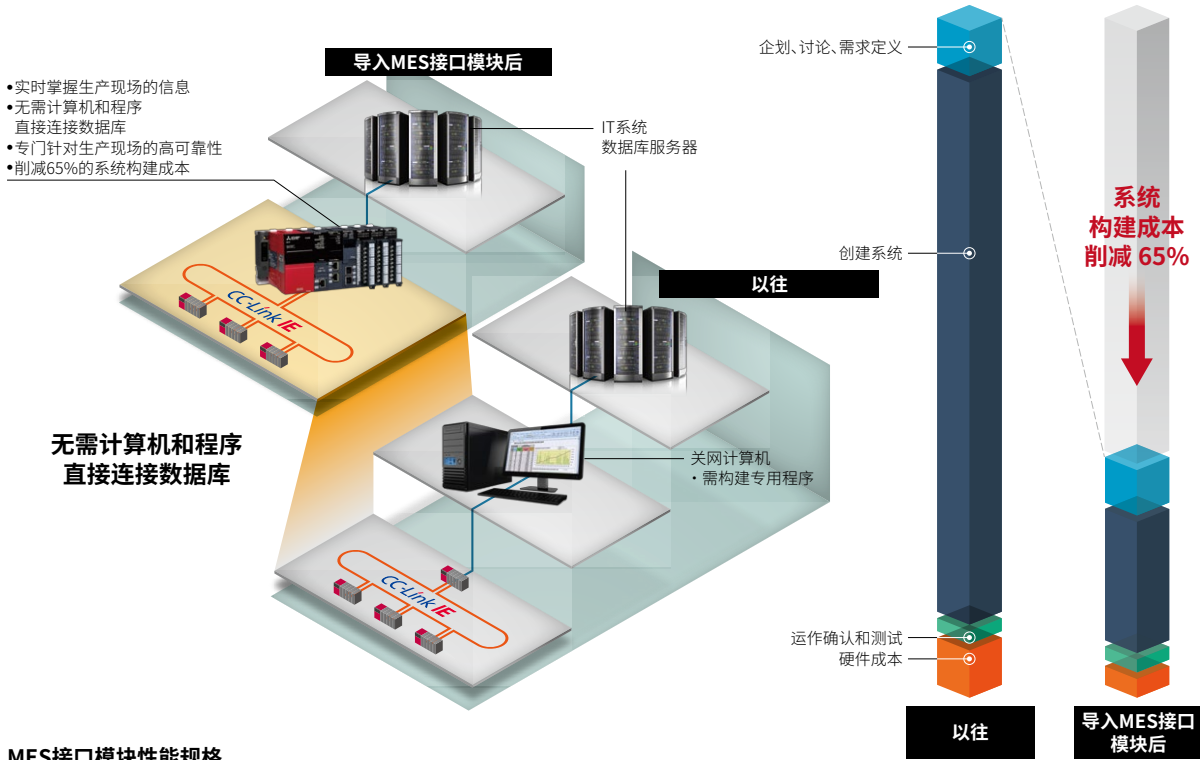 导入MES接口模块后
•实时掌握生产现场的信息
•无需计算机和程序
直接连接数据库
•专门针对生产现场的高可靠性
•削减65%的系统构建成本
IT系统
数据库服务器
CC-Link IE
以往
无需计算机和程序
直接连接数据库
关网计算机
・需构建专用程序
CC-Link IE
企划、讨论、需求定义
创建系统
运作确认和测试
硬件成本
系统
构建成本
削减 65%
以往
导入MES接口
模块后
MES接口模块性能规格